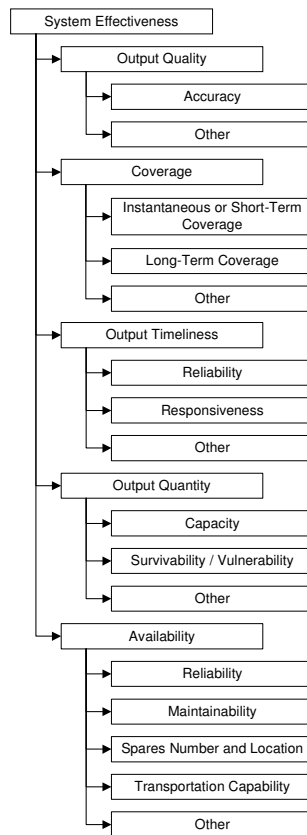 System Effectiveness
Output Quality
Accuracy
Other
Coverage
Instantaneous or Short-Term
Coverage
Long-Term Coverage
Other
Output Timeliness
Reliability
Responsiveness
Other
Output Quantity
Capacity
Survivability / Vulnerability
Other
Availability
Reliability
Maintainability
Spares Number and Location
Transportation Capability
Other